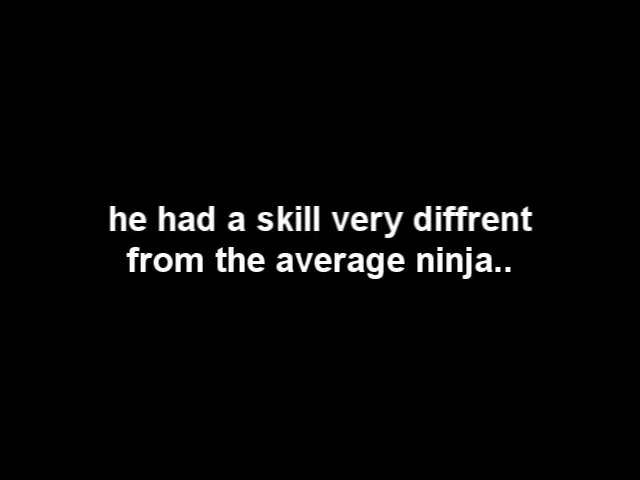 he had a skill very diffrent
from the average ninja..